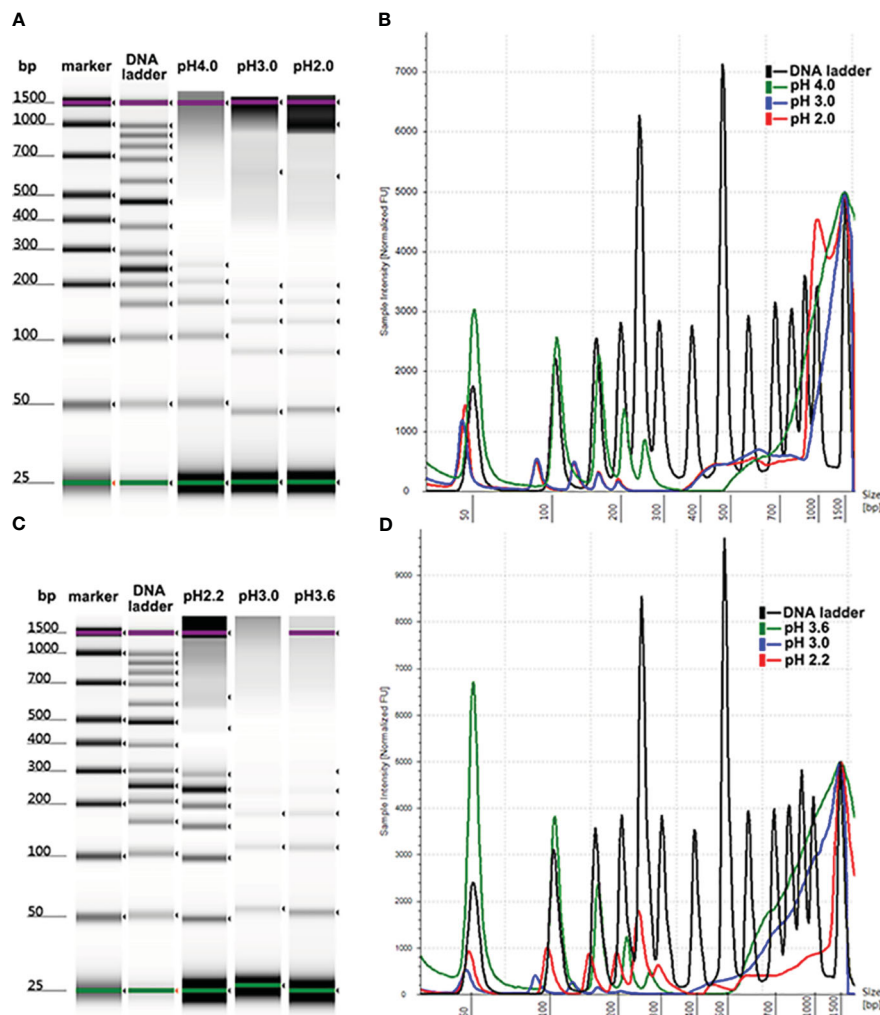 A
bp marker DNA ladder pH4.0 pH3.0 pH2.0
1500
1000
700
500
400
300
200
100
50
25
B
Sample Intensity [Normalized FU]
7000
6000
5000
4000
3000
2000
1000
0
DNA ladder
pH 4.0
pH 3.0
pH 2.0
50 100 200 300 400 500 700 1000 1500 Size [bp]
C
bp marker DNA ladder pH2.2 pH3.0 pH3.6
1500
1000
700
500
400
300
200
100
50
25
D
Sample Intensity [Normalized FU]
9000
8000
7000
6000
5000
4000
3000
2000
1000
0
DNA ladder
pH 3.6
pH 3.0
pH 2.2
50 100 200 300 400 500 700 1000 1500 Size [bp]